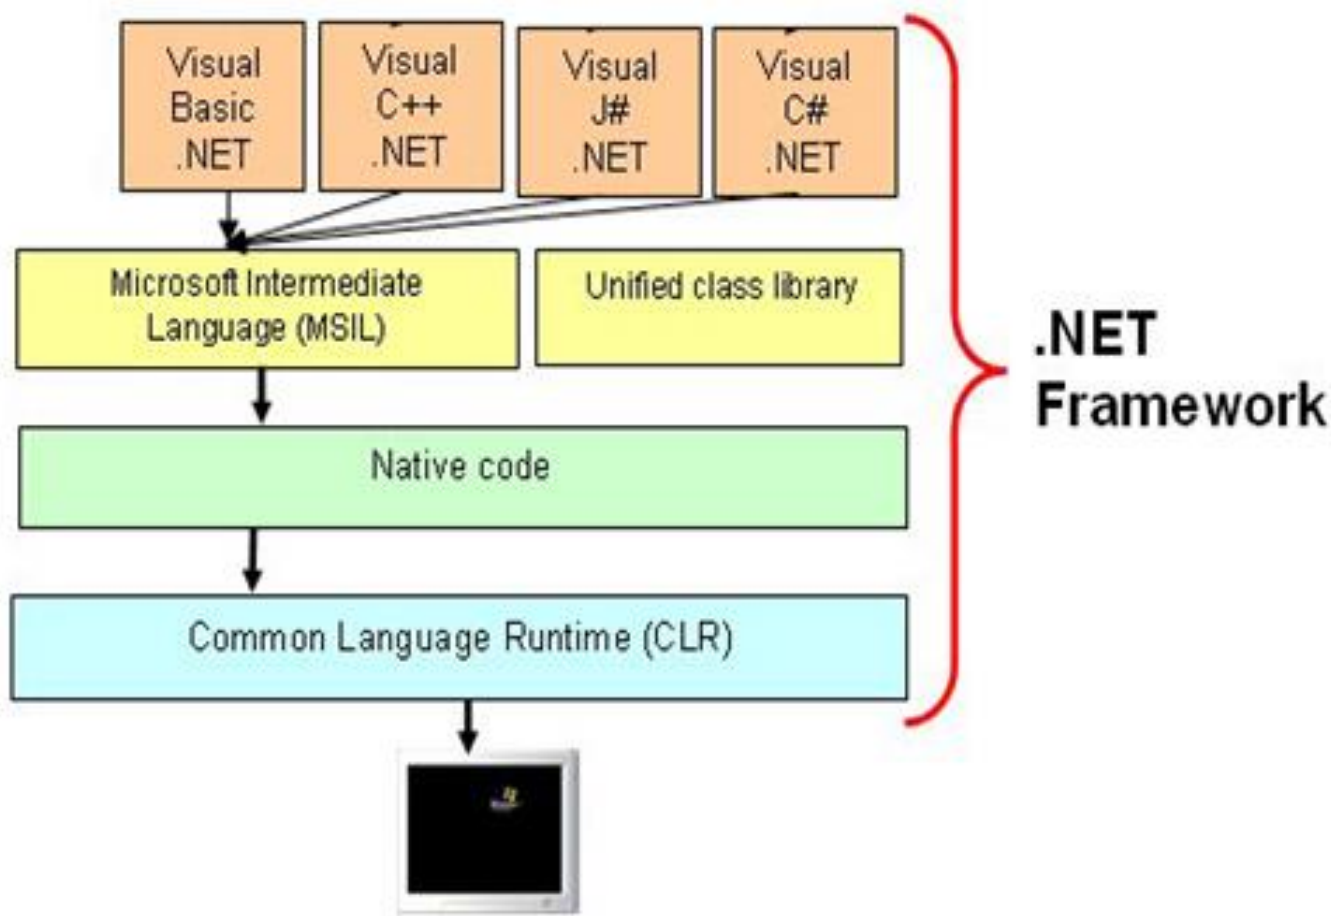 Visual
Basic
.NET
Visual
C++
.NET
Visual
J#
.NET
Visual
C#
.NET
Microsoft Intermediate
Language (MSIL)
Unified class library
.NET
Framework
Native code
Common Language Runtime (CLR)